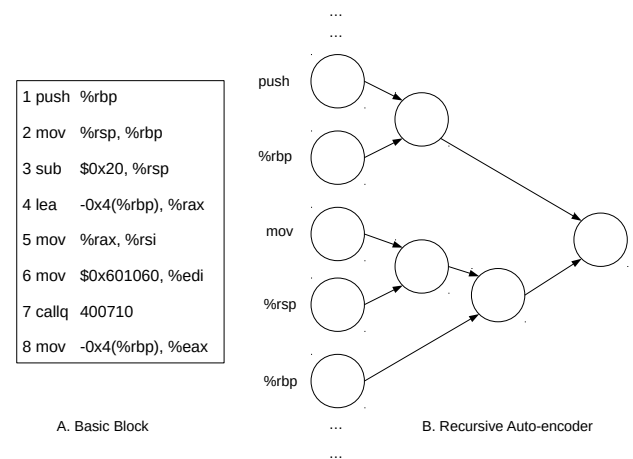 1 push %rbp
2 mov %rsp, %rbp
3 sub $0x20, %rsp
4 lea -0x4(%rbp), %rax
5 mov %rax, %rsi
6 mov $0x601060, %edi
7 callq 400710
8 mov -0x4(%rbp), %eax
A. Basic Block
...
...
push
%rbp
mov
%rsp
%rbp
...
...
B. Recursive Auto-encoder